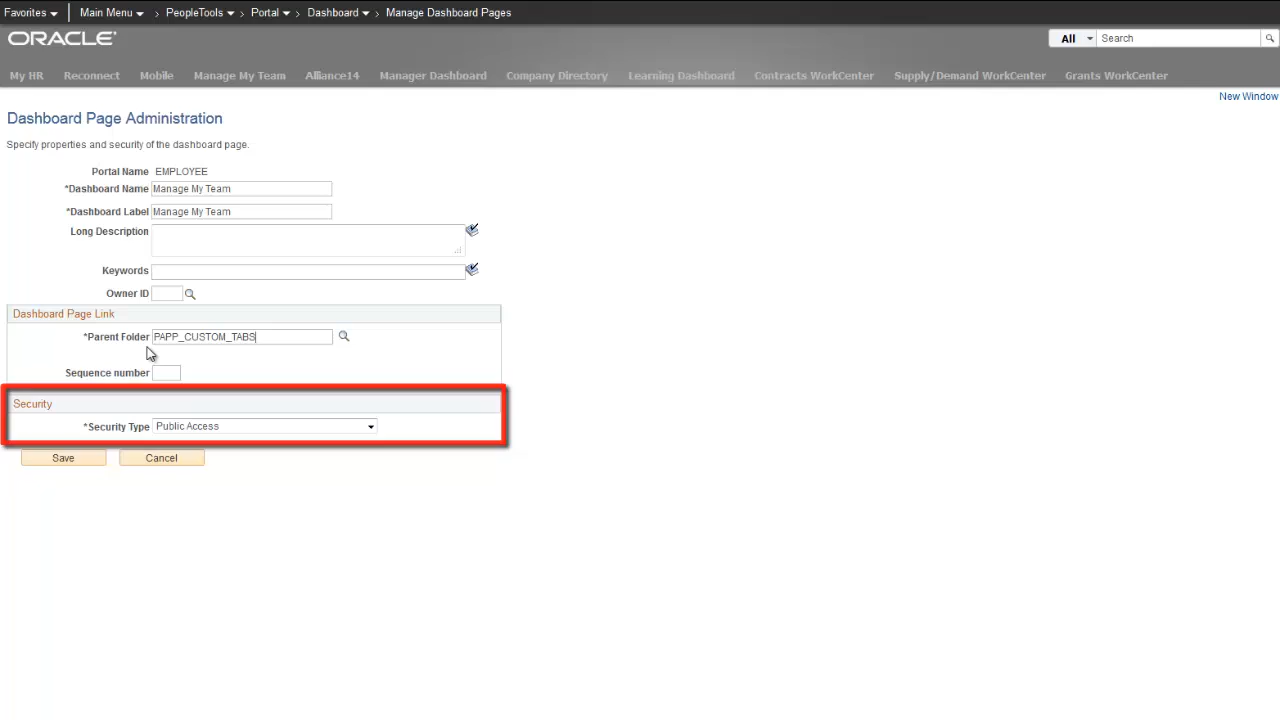 Favorites Main Menu > PeopleTools > Portal > Dashboard > Manage Dashboard Pages
ORACLE'
All Search
My HR Reconnect Mobile Manage My Team Alliance14 Manager Dashboard Company Directory Learning Dashboard Contracts WorkCenter Supply/Demand WorkCenter Grants WorkCenter
New Window
Dashboard Page Administration
Specify properties and security of the dashboard page.
Portal Name EMPLOYEE
*Dashboard Name Manage My Team
*Dashboard Label Manage My Team
Long Description
Keywords
Owner ID
Dashboard Page Link
*Parent Folder PAPP_CUSTOM_TABS
Sequence number
Security
*Security Type Public Access
Save Cancel